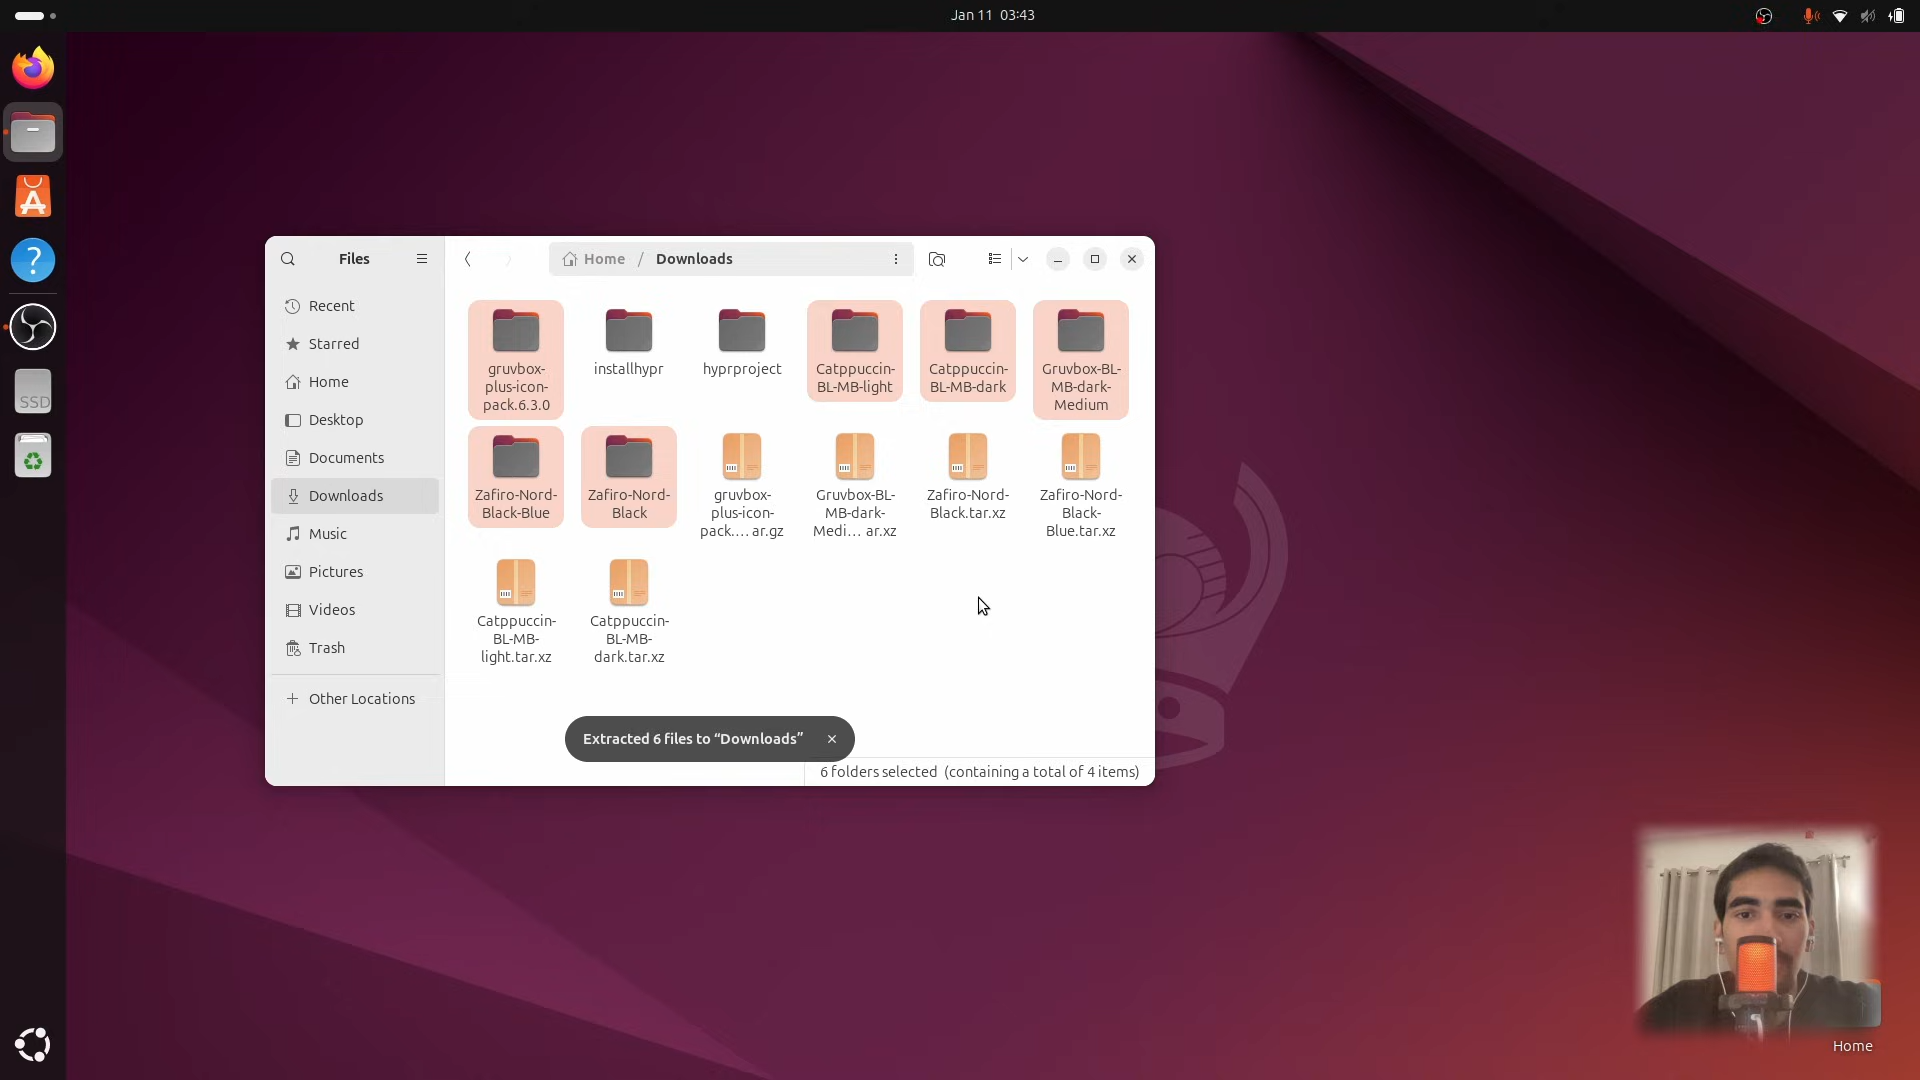 Jan 11 03:43
Files
Home / Downloads
Recent
Starred
Home
Desktop
Documents
Downloads
Music
Pictures
Videos
Trash
Other Locations
gruvbox-
plus-icon-
pack.6.3.0
installhypr
hyprproject
Catppuccin-
BL-MB-light
Catppuccin-
BL-MB-dark
Gruvbox-BL-
MB-dark-
Medium
Zafiro-Nord-
Black-Blue
Zafiro-Nord-
Black
gruvbox-
plus-icon-
pack.… ar.gz
Gruvbox-BL-
MB-dark-
Medi… ar.xz
Zafiro-Nord-
Black.tar.xz
Zafiro-Nord-
Black-
Blue.tar.xz
Catppuccin-
BL-MB-
light.tar.xz
Catppuccin-
BL-MB-
dark.tar.xz
Extracted 6 files to “Downloads”
6 folders selected (containing a total of 4 items)
SSD
Home